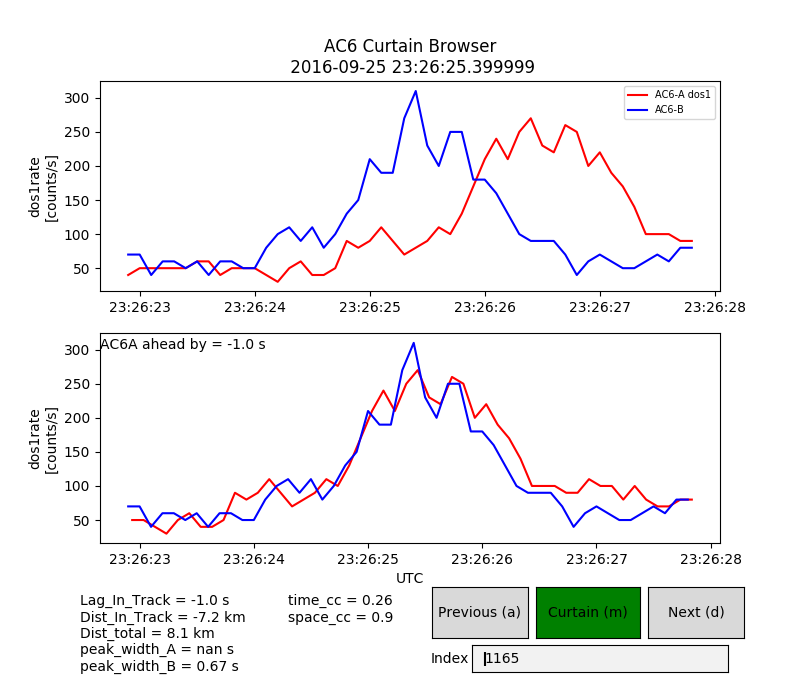 AC6 Curtain Browser
2016-09-25 23:26:25.399999
dos1rate
[counts/s]
300
250
200
150
100
50
AC6-A dos1
AC6-B
23:26:23 23:26:24 23:26:25 23:26:26 23:26:27 23:26:28
AC6A ahead by = -1.0 s
dos1rate
[counts/s]
300
250
200
150
100
50
23:26:23 23:26:24 23:26:25 23:26:26 23:26:27 23:26:28
UTC
Lag_In_Track = -1.0 s
Dist_In_Track = -7.2 km
Dist_total = 8.1 km
peak_width_A = nan s
peak_width_B = 0.67 s
time_cc = 0.26
space_cc = 0.9
Previous (a) Curtain (m) Next (d)
Index 1165